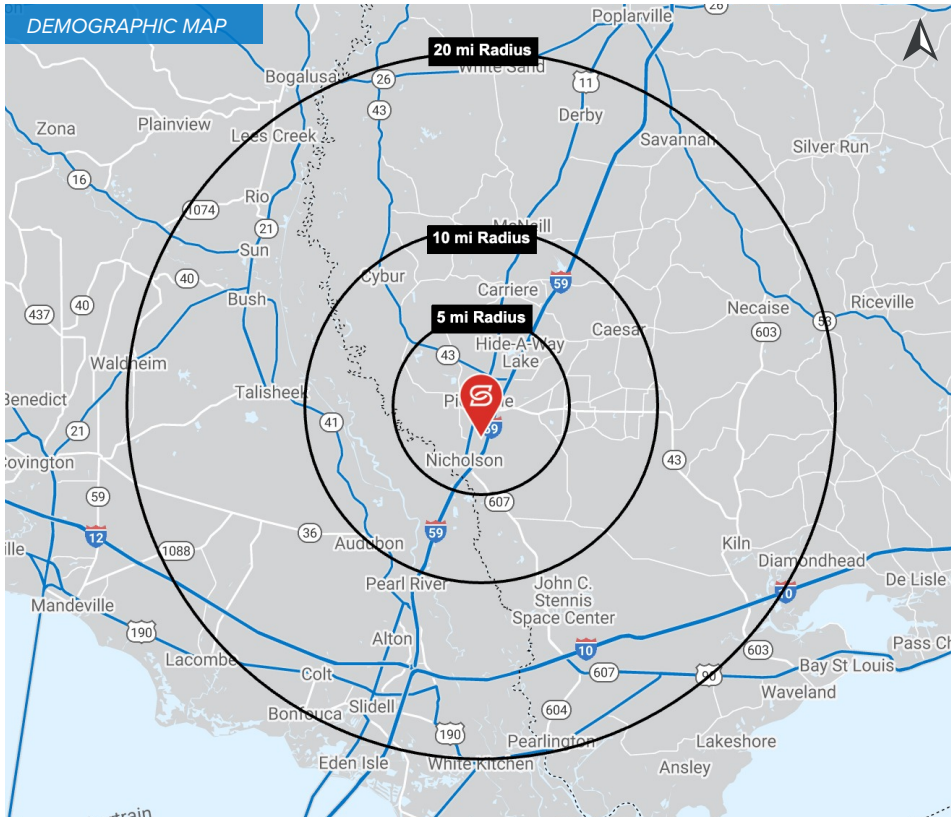 DEMOGRAPHIC MAP
Poplarville
26
20 mi Radius
White Sand
Bogalusa
26
11
43
Derby
Zona
Plainview
Lees Creek
Savannah
Silver Run
16
Rio
1074
21
McNeill
10 mi Radius
Sun
40
Cybur
59
Carriere
Bush
40
437
5 mi Radius
Necaise
Riceville
603
53
Caesar
Hide-A-Way
Lake
43
Waldheim
Talisheek
Benedict
41
21
59
Nicholson
43
Covington
59
607
12
36
59
1088
Audubon
Kiln
Diamondhead
Pearl River
John C.
Stennis
Space Center
10
De Lisle
Mandeville
190
Alton
10
603
Lacombe
Colt
607
90
Bay St Louis
Waveland
Slidell
Bonfouca
604
190
Pearlington
Lakeshore
Eden Isle
White Kitchen
Ansley